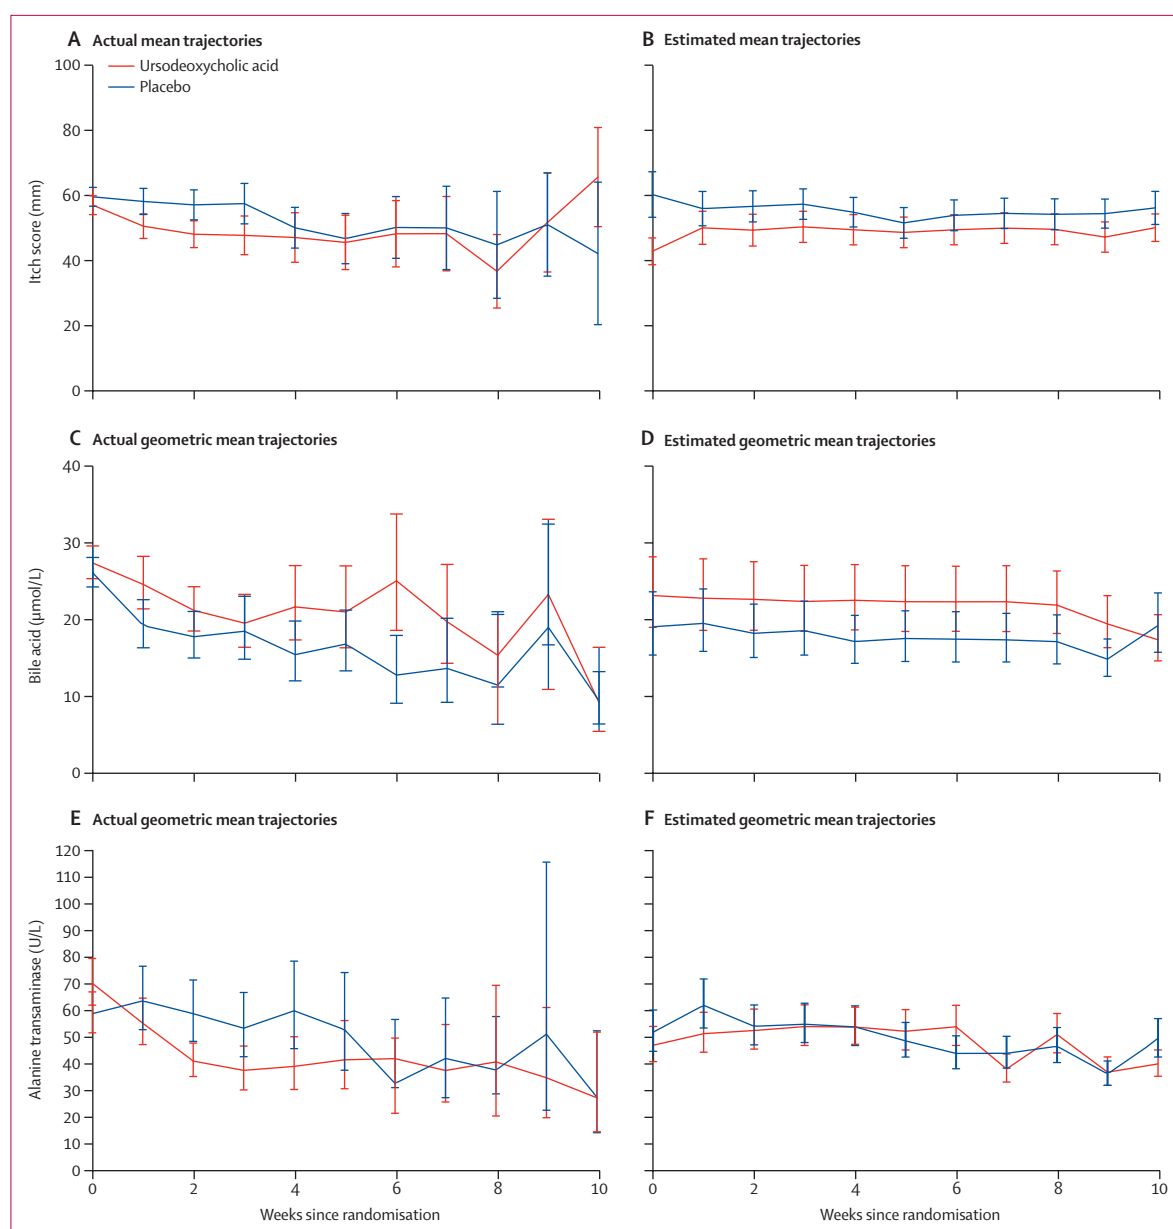 A Actual mean trajectories
B Estimated mean trajectories
Ursodeoxycholic acid
Placebo
Itch score (mm)
100
80
60
40
20
0
C Actual geometric mean trajectories
D Estimated geometric mean trajectories
Bile acid (µmol/L)
40
30
20
10
0
E Actual geometric mean trajectories
F Estimated geometric mean trajectories
Alanine transaminase (U/L)
120
110
100
90
80
70
60
50
40
30
20
10
0
0 2 4 6 8 10
0 2 4 6 8 10
Weeks since randomisation
Weeks since randomisation